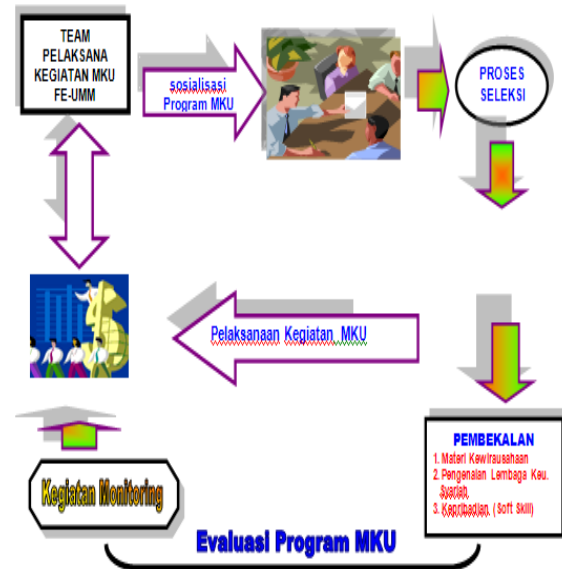 TEAM
PELAKSANA
KEGIATAN MKU
FE-UMM
sosialisasi
Program MKU
PROSES
SELEKSI
Pelaksanaan Kegiatan MKU
PEMBEKALAN
1. Materi Kewirausahaan
2. Pengenalan Lembaga Keu.
Syariah,
3. Kepribadian (Soft Skill)
Kegiatan Monitoring
Evaluasi Program MKU